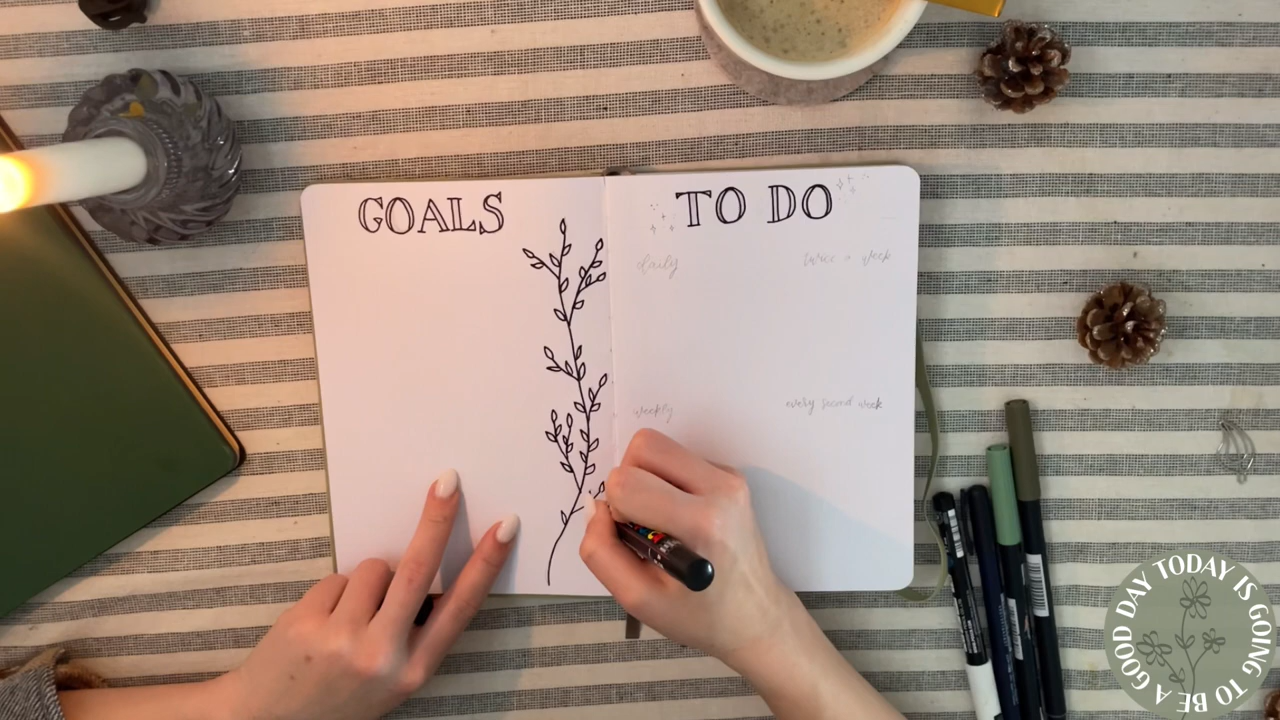 GOALS
TO DO
daily
twice a week
weekly
every second week
TODAY IS GOING TO BE A GOOD DAY